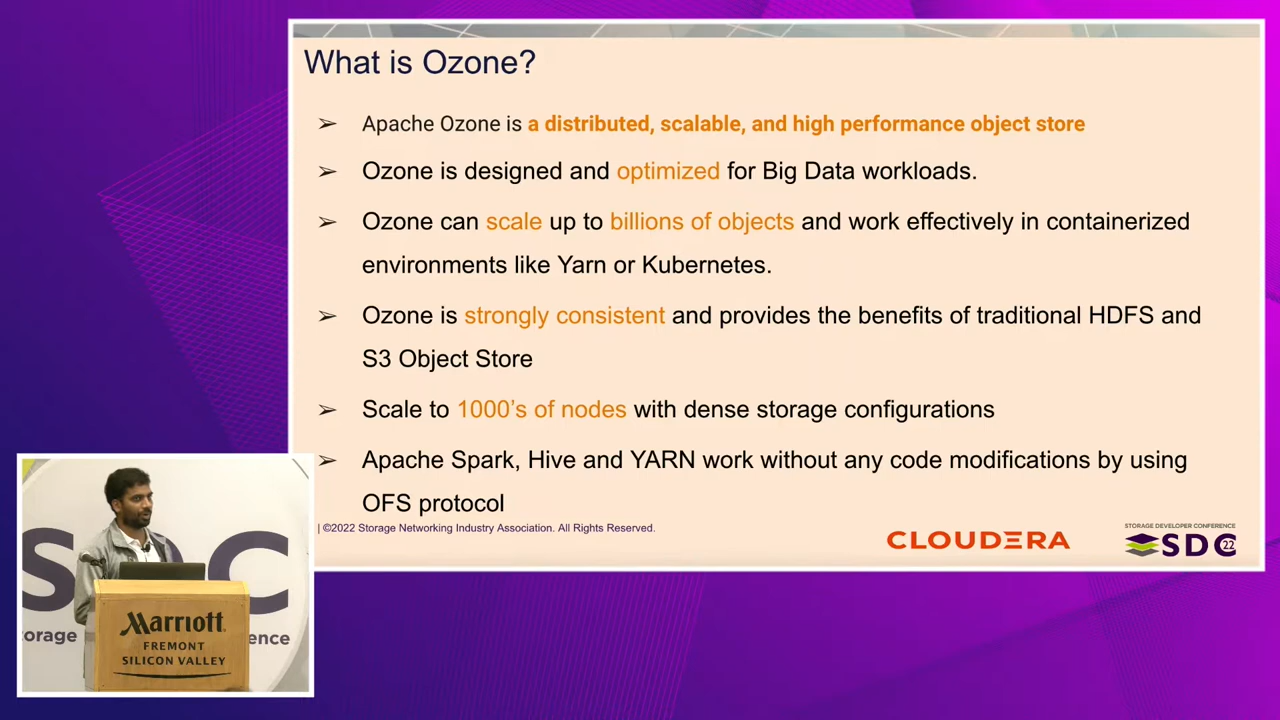 What is Ozone?
➢ Apache Ozone is a distributed, scalable, and high performance object store
➢ Ozone is designed and optimized for Big Data workloads.
➢ Ozone can scale up to billions of objects and work effectively in containerized
environments like Yarn or Kubernetes.
➢ Ozone is strongly consistent and provides the benefits of traditional HDFS and
S3 Object Store
➢ Scale to 1000's of nodes with dense storage configurations
➢ Apache Spark, Hive and YARN work without any code modifications by using
OFS protocol
| ©2022 Storage Networking Industry Association. All Rights Reserved.
CLOUDERA
STORAGE DEVELOPER CONFERENCE
SDC 22
S C
torage ence
Marriott
FREMONT
SILICON VALLEY